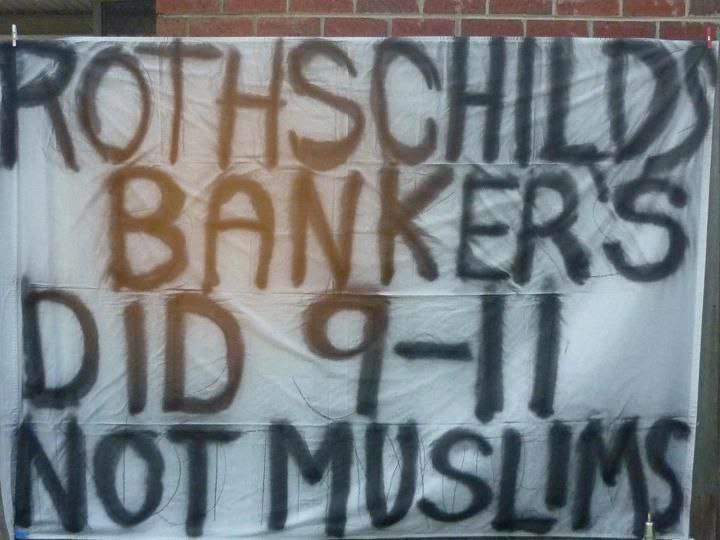 ROTHSCHILDS
BANKER'S
DID 9-11
NOT MUSLIMS